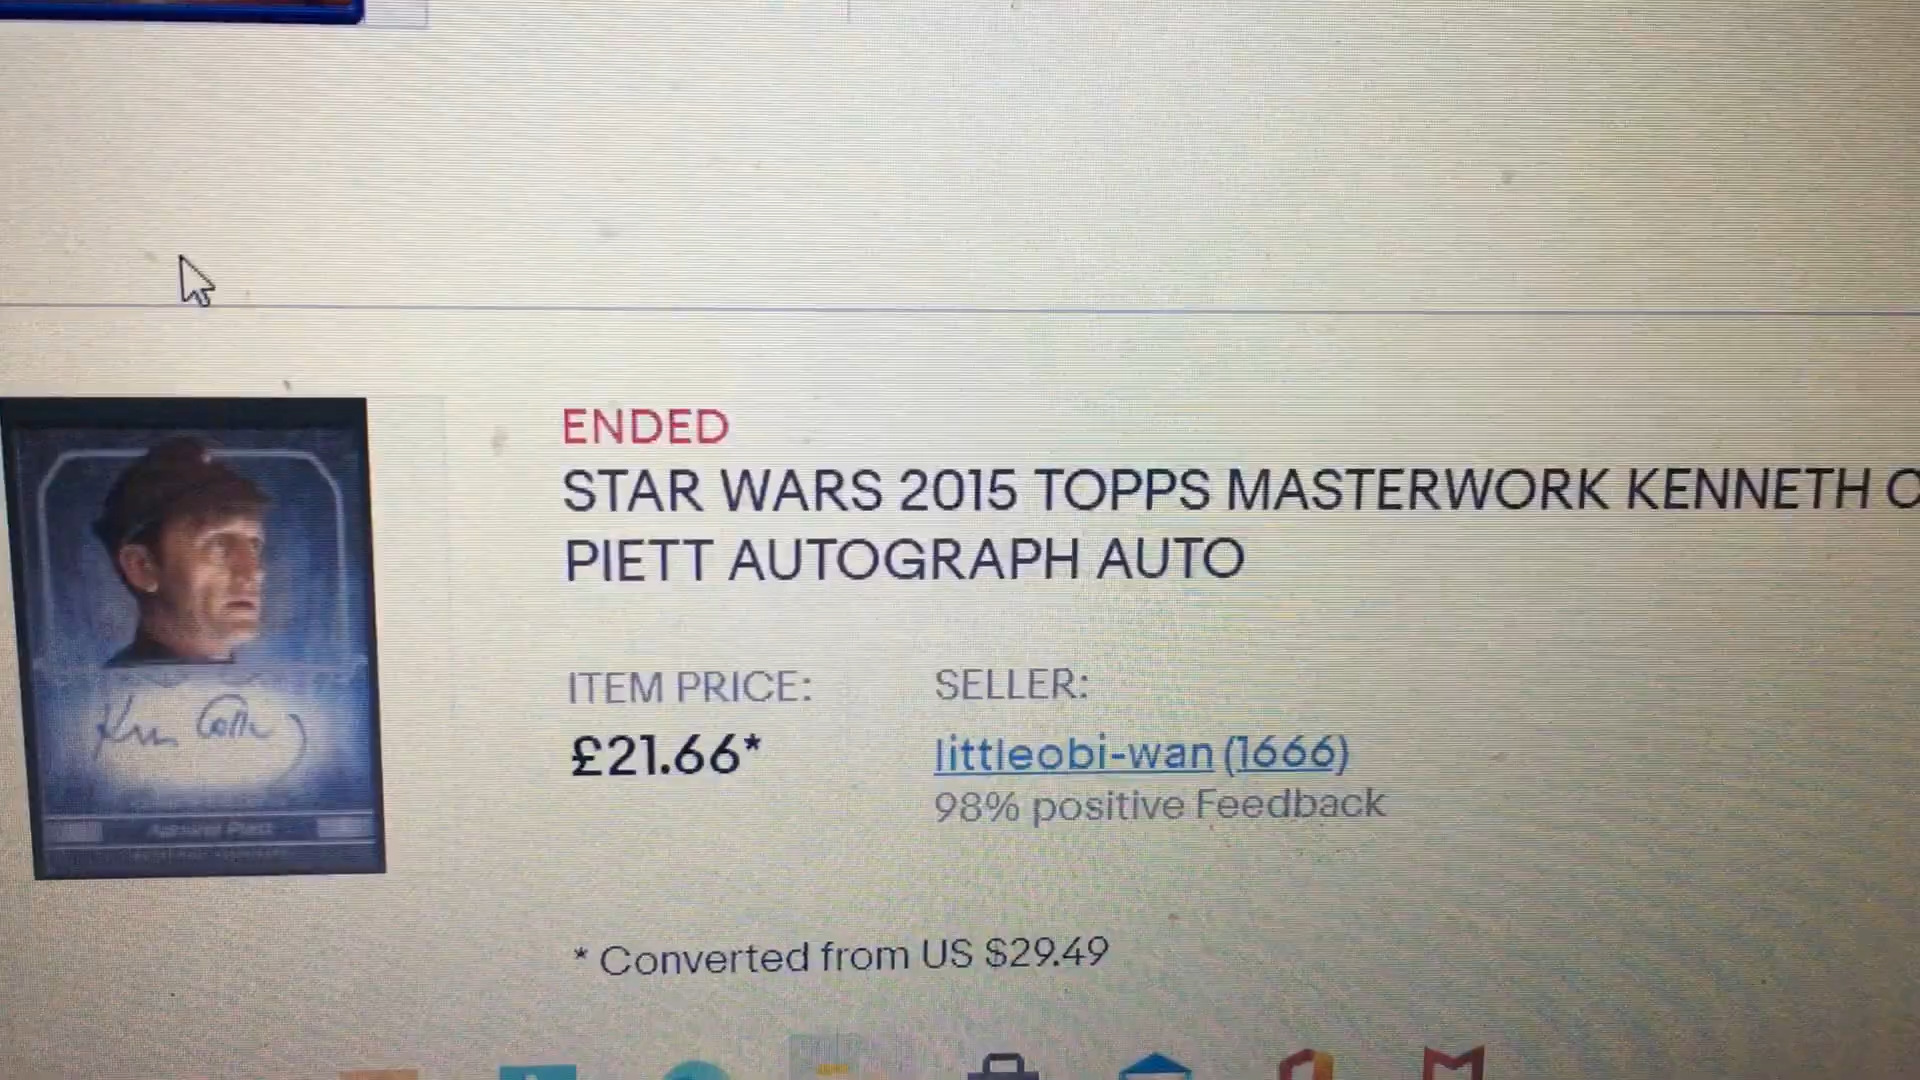 ENDED
STAR WARS 2015 TOPPS MASTERWORK KENNETH
PIETT AUTOGRAPH AUTO
ITEM PRICE:
SELLER:
£21.66*
littleobi-wan (1666)
98% positive Feedback
* Converted from US $29.49